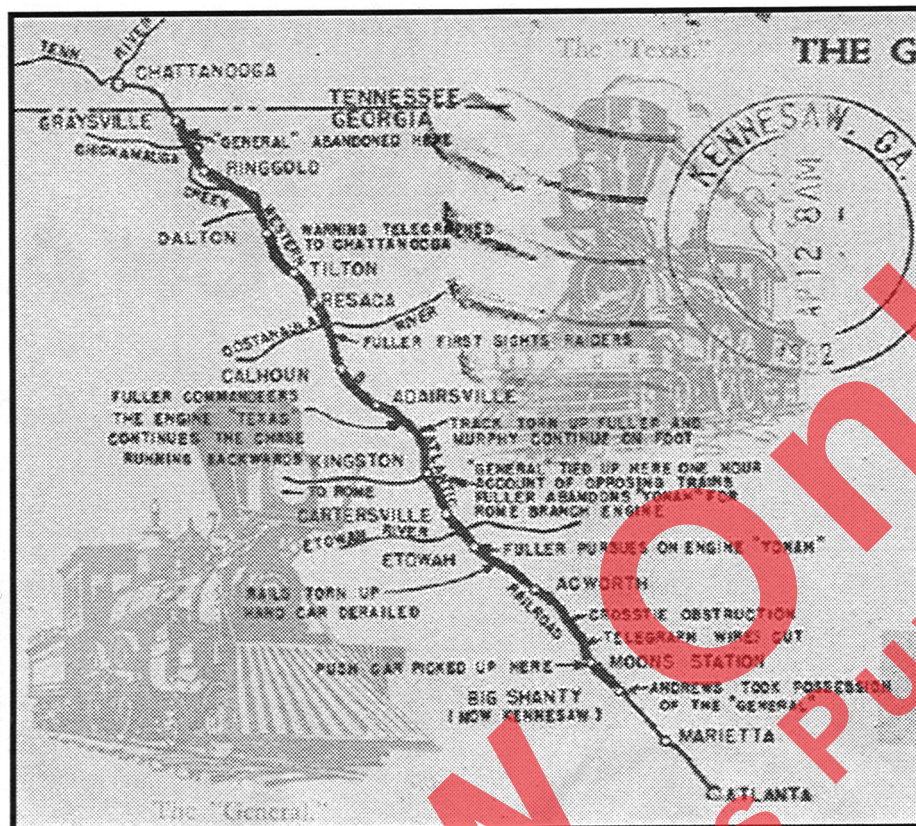 The "Texas."
THE G
TENN. RIVER
CHATTANOOGA
TENNESSEE
GEORGIA
KENNESAW, GA.
12 8AM
GRAYSVILLE
"GENERAL" ABANDONED HERE
CHICKAMAUGA
CREEK
RINGGOLD
WESTERN
DALTON
WARNING TELEGRAPHED
TO CHATTANOOGA
TILTON
RESACA
OOSTANAULA RIVER
FULLER FIRST SIGHTS RAIDERS
CALHOUN
ADAIRSVILLE
FULLER COMMANDEERS
THE ENGINE "TEXAS"
CONTINUES THE CHASE
RUNNING BACKWARDS
TRACK TORN UP FULLER AND
MURPHY CONTINUE ON FOOT
ATLANTIC
KINGSTON
TO ROME
"GENERAL" TIED UP HERE ONE HOUR
ACCOUNT OF OPPOSING TRAINS
FULLER ABANDONS "YONAH" FOR
ROME BRANCH ENGINE
CARTERSVILLE
ETOWAH RIVER
ETOWAH
FULLER PURSUES ON ENGINE "YONAH"
RAILS TORN UP
HAND CAR DERAILED
ACWORTH
RAILROAD
CROSSTIE OBSTRUCTION
TELEGRAPH WIRES CUT
PUSH CAR PICKED UP HERE
MOONS STATION
BIG SHANTY
(NOW KENNESAW)
ANDREWS TOOK POSSESSION
OF THE "GENERAL"
MARIETTA
ATLANTA
The "General."